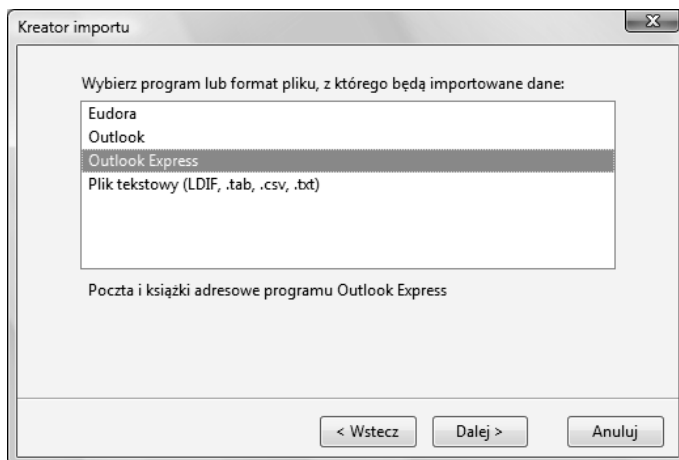 Kreator importu
Wybierz program lub format pliku, z którego będą importowane dane:
Eudora
Outlook
Outlook Express
Plik tekstowy (LDIF, .tab, .csv, .txt)
Poczta i książki adresowe programu Outlook Express
< Wstecz
Dalej >
Anuluj